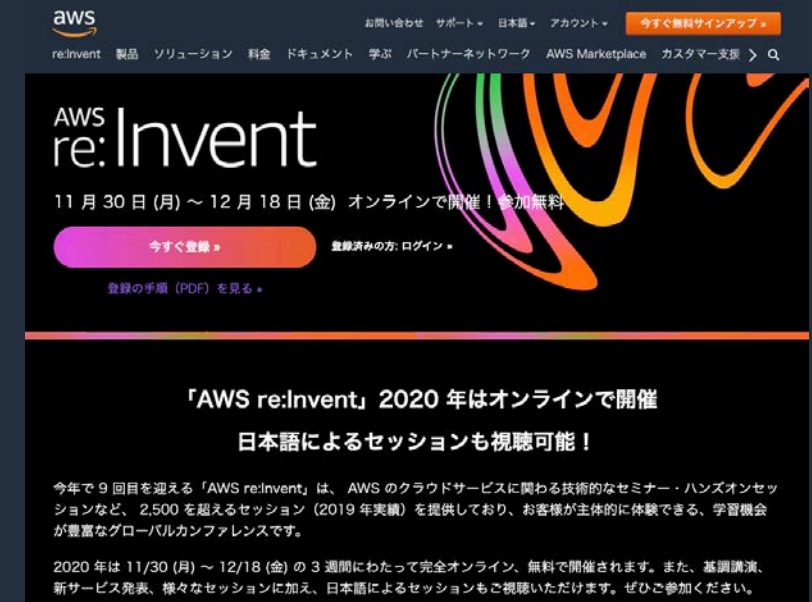 aws
お問い合わせ サポート 日本語 アカウント 今すぐ無料サインアップ »
re:Invent 製品 ソリューション 料金 ドキュメント 学ぶ パートナーネットワーク AWS Marketplace カスタマー支援
AWS
re:Invent
11 月 30 日 (月) ～ 12 月 18 日 (金) オンラインで開催！参加無料
今すぐ登録 » 登録済みの方: ログイン »
登録の手順（PDF）を見る »
「AWS re:Invent」2020 年はオンラインで開催
日本語によるセッションも視聴可能！
今年で 9 回目を迎える「AWS re:Invent」は、 AWS のクラウドサービスに関わる技術的なセミナー・ハンズオンセッ
ションなど、 2,500 を超えるセッション（2019 年実績）を提供しており、お客様が主体的に体験できる、学習機会
が豊富なグローバルカンファレンスです。
2020 年は 11/30 (月) ～ 12/18 (金) の 3 週間にわたって完全オンライン、無料で開催されます。また、基調講演、
新サービス発表、様々なセッションに加え、日本語によるセッションもご視聴いただけます。ぜひご参加ください。